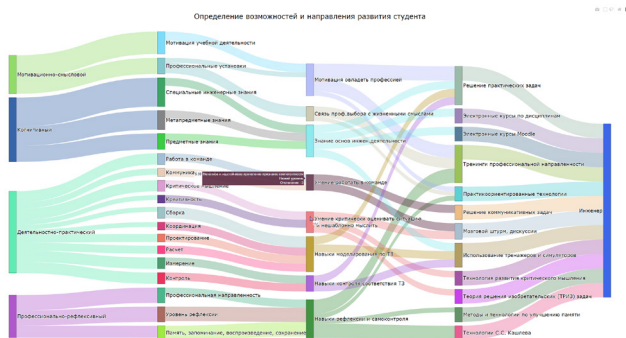 Определение возможностей и направления развития студента
Мотивационно-смысловой
Когнитивный
Деятельностно-практический
Профессионально-рефлексивный
Мотивация учебной деятельности
Профессиональные установки
Специальные инженерные знания
Метапредметные знания
Предметные знания
Работа в команде
Критическое мышление
Креативность
Сборка
Координация
Проектирование
Расчет
Измерение
Контроль
Профессиональная направленность
Уровень рефлексии
Память, запоминание, воспроизведение, сохранение
Мотивация овладеть профессией
Связь проф.выбора с жизненными смыслами
Знание основ инжен.деятельности
Умение работать в команде
Умение критически оценивать ситуацию
и нешаблонно мыслить
Навыки моделирования по ТЗ
Навыки контроля соответствия ТЗ
Навыки рефлексии и самоконтроля
Решение практических задач
Электронные курсы по дисциплинам
Электронные курсы Moodle
Тренинги профессиональной направленности
Практикоориентированные технологии
Решение коммуникативных задач
Мозговой штурм, дискуссии
Использование тренажеров и симуляторов
Технология развития критического мышления
Теория решения изобретательских (ТРИЗ) задач
Методы и технологии по улучшению памяти
Технологии С.С. Кашлева
Инженер